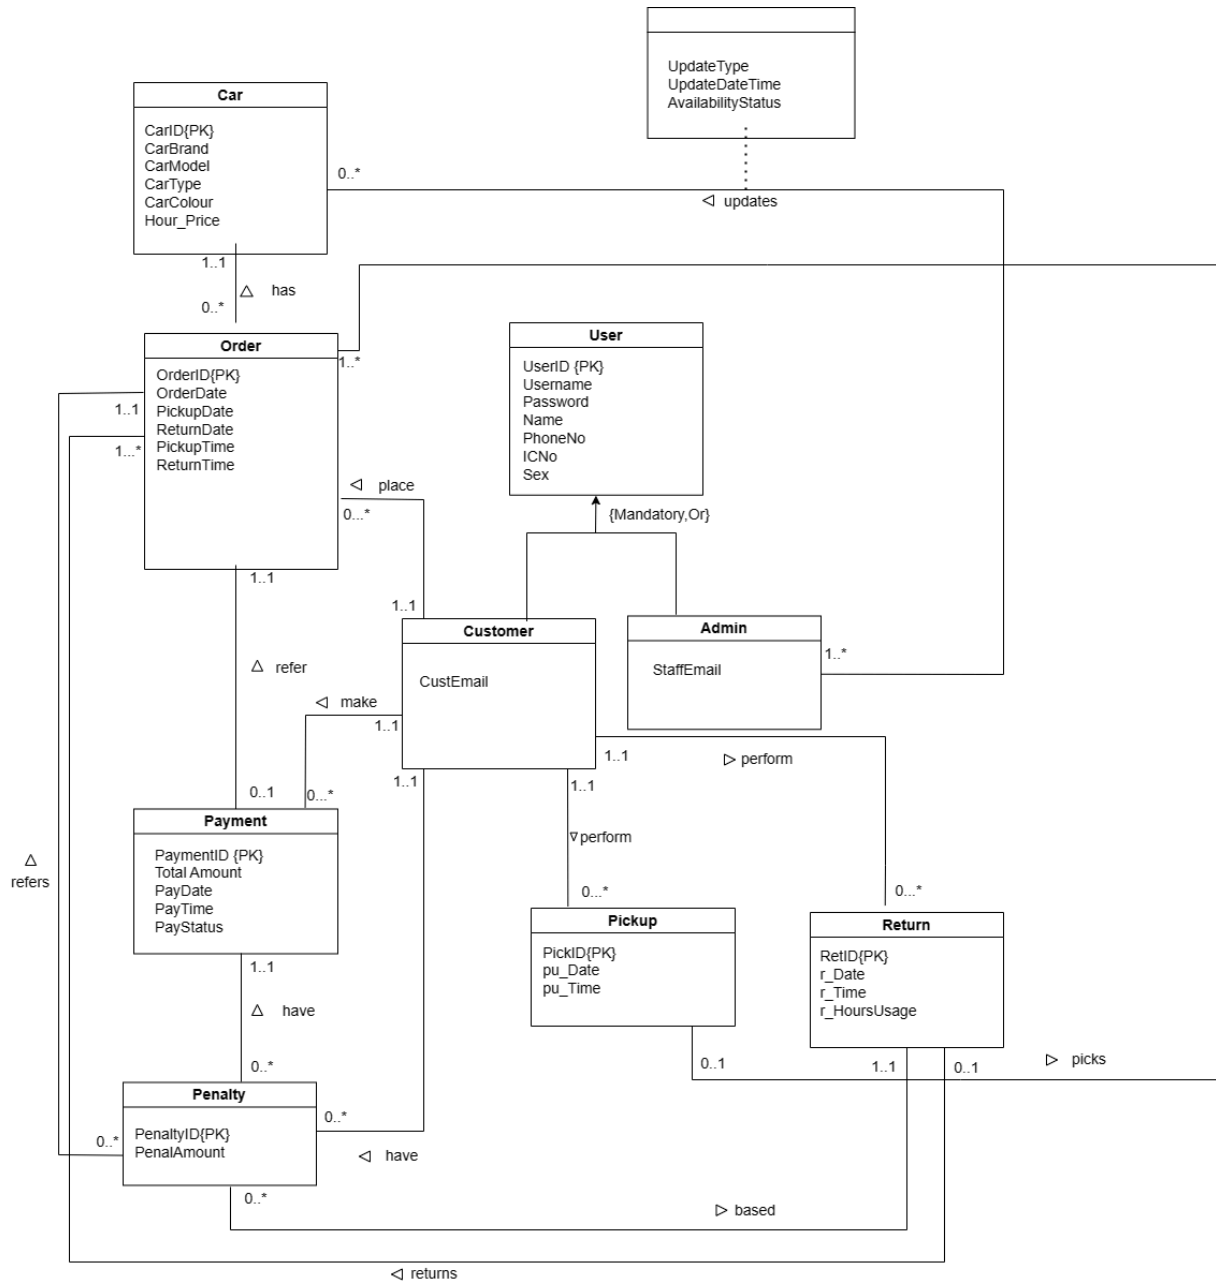 UpdateType
UpdateDateTime
AvailabilityStatus
Car
CarID{PK}
CarBrand
CarModel
CarType
CarColour
Hour_Price
0..*
updates
1..1
has
0..*
Order
OrderID{PK}
OrderDate
PickupDate
ReturnDate
PickupTime
ReturnTime
1..*
1..1
1...*
User
UserID {PK}
Username
Password
Name
PhoneNo
ICNo
Sex
{Mandatory,Or}
place
0...*
1..1
1..1
Customer
CustEmail
Admin
StaffEmail
1..*
refer
make
1..1
1..1
1..1
perform
1..1
perform
0..1
0...*
0...*
0...*
Payment
PaymentID {PK}
Total Amount
PayDate
PayTime
PayStatus
refers
Pickup
PickID{PK}
pu_Date
pu_Time
Return
RetID{PK}
r_Date
r_Time
r_HoursUsage
1..1
have
0..*
0..1
1..1
0..1
picks
Penalty
PenaltyID{PK}
PenalAmount
0..*
0..*
have
0..*
based
returns